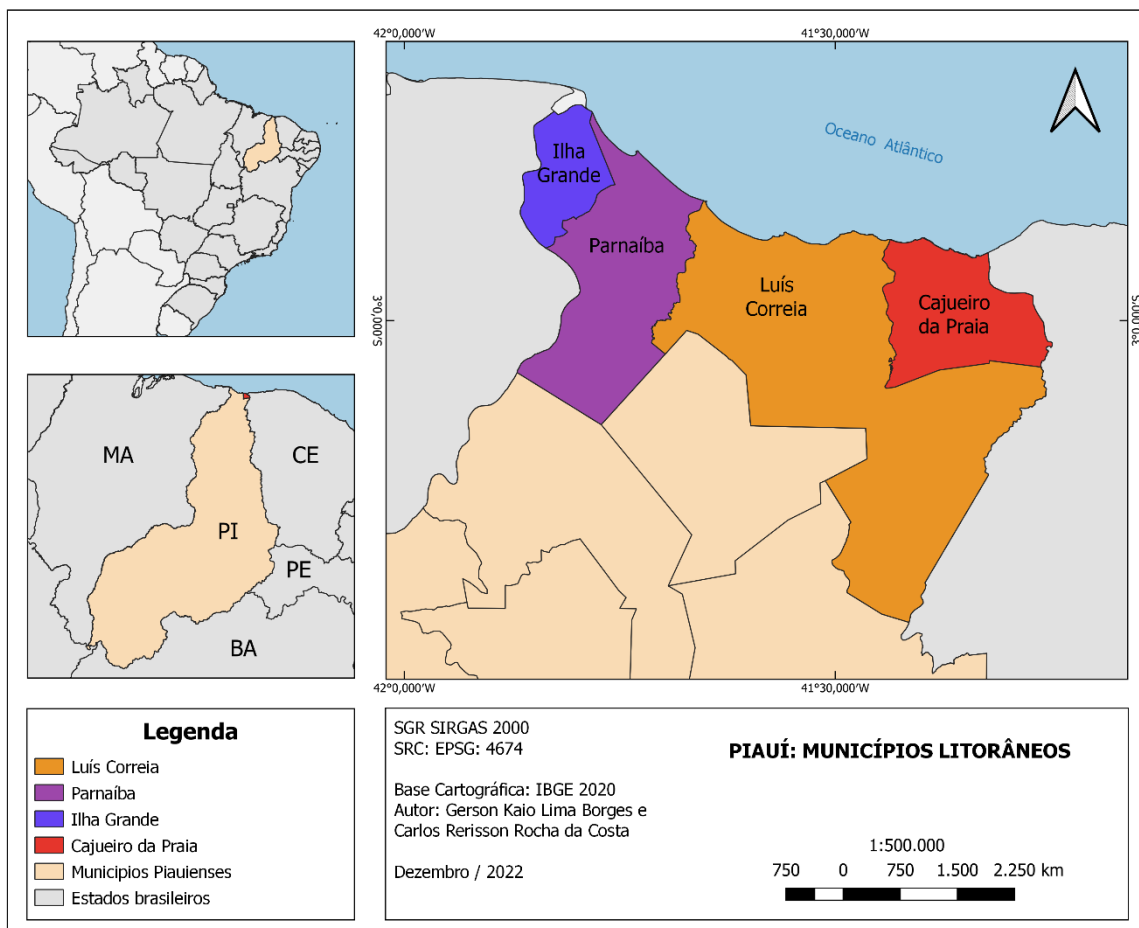 42°0,000'W
41°30,000'W
Oceano Atlântico
Ilha
Grande
Parnaíba
Luís
Correia
Cajueiro
da Praia
3°0,000'S
3°0,000'S
42°0,000'W
41°30,000'W
MA
CE
PI
PE
BA
Legenda
Luís Correia
Parnaíba
Ilha Grande
Cajueiro da Praia
Municipios Piauienses
Estados brasileiros
SGR SIRGAS 2000
SRC: EPSG: 4674
Base Cartográfica: IBGE 2020
Autor: Gerson Kaio Lima Borges e
Carlos Rerisson Rocha da Costa
Dezembro / 2022
PIAUÍ: MUNICÍPIOS LITORÂNEOS
1:500.000
750 0 750 1.500 2.250 km